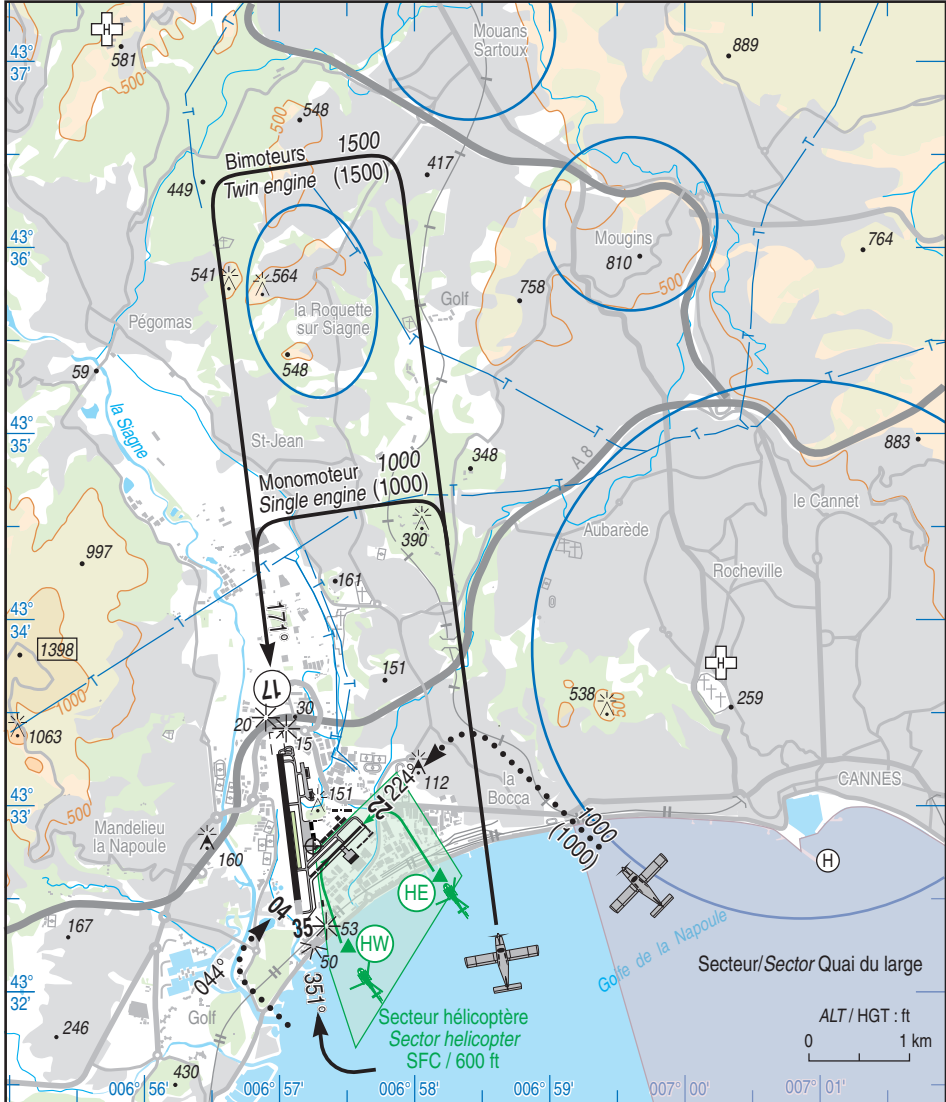 Mouans
Sartoux
H
581
889
43°
37'
500
548
500
T
Bimoteurs 1500
Twin engine (1500)
417
449
T
T
43°
36'
Mougins
810
764
541
564
500
758
Golf
la Roquette
sur Siagne
Pégomas
T
T
548
59
la Siagne
T
T
43°
35'
St-Jean
883
A 8
Monomoteur 1000
Single engine (1000)
348
T
T
le Cannet
390
Aubarède
997
Rocheville
161
T
43°
34'
171°
T
T
1398
151
H
1000
17
538
500
259
1063
20
30
15
112
la
Bocca
CANNES
500
151
224°
22
43°
33'
1000
(1000)
Mandelieu
la Napoule
160
H
HE
04
35
53
HW
167
50
044°
351°
Golfe de la Napoule
Secteur/Sector Quai du large
43°
32'
Golf
Secteur hélicoptère
Sector helicopter
SFC / 600 ft
ALT / HGT : ft
0 1 km
246
430
006° 56' 006° 57' 006° 58' 006° 59' 007° 00' 007° 01'